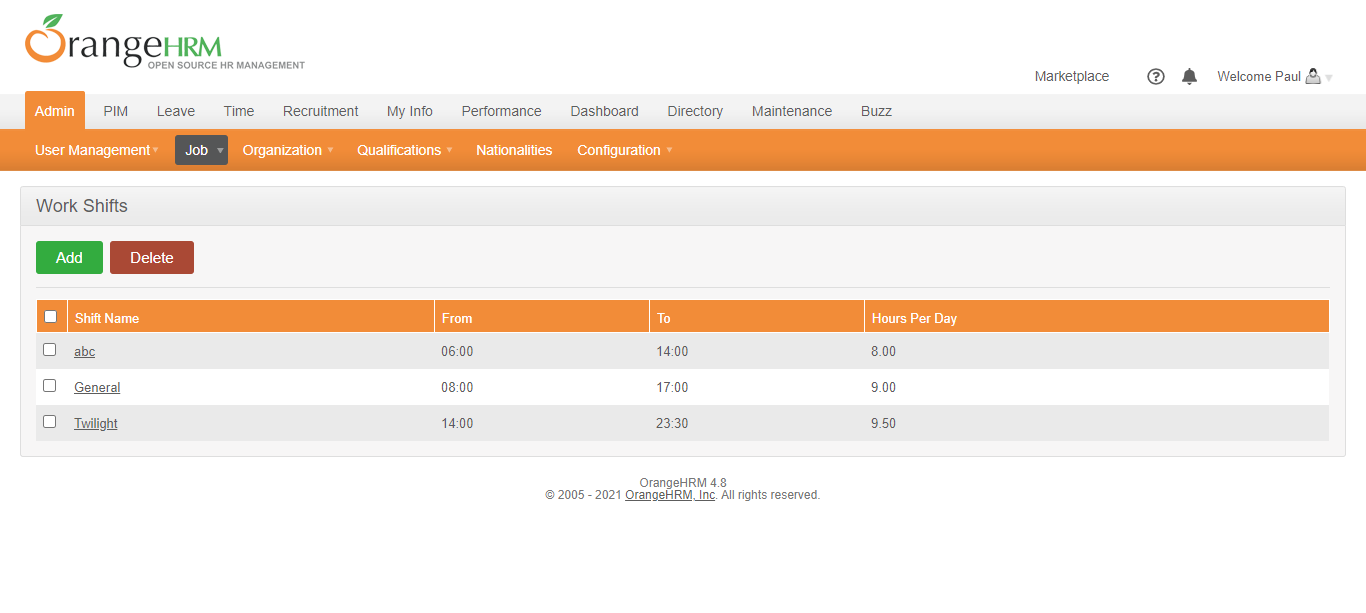 OrangeHRM
OPEN SOURCE HR MANAGEMENT
Marketplace Welcome Paul
Admin PIM Leave Time Recruitment My Info Performance Dashboard Directory Maintenance Buzz
User Management Job Organization Qualifications Nationalities Configuration
Work Shifts
Add Delete
Shift Name From To Hours Per Day
abc 06:00 14:00 8.00
General 08:00 17:00 9.00
Twilight 14:00 23:30 9.50
OrangeHRM 4.8
© 2005 - 2021 OrangeHRM, Inc. All rights reserved.